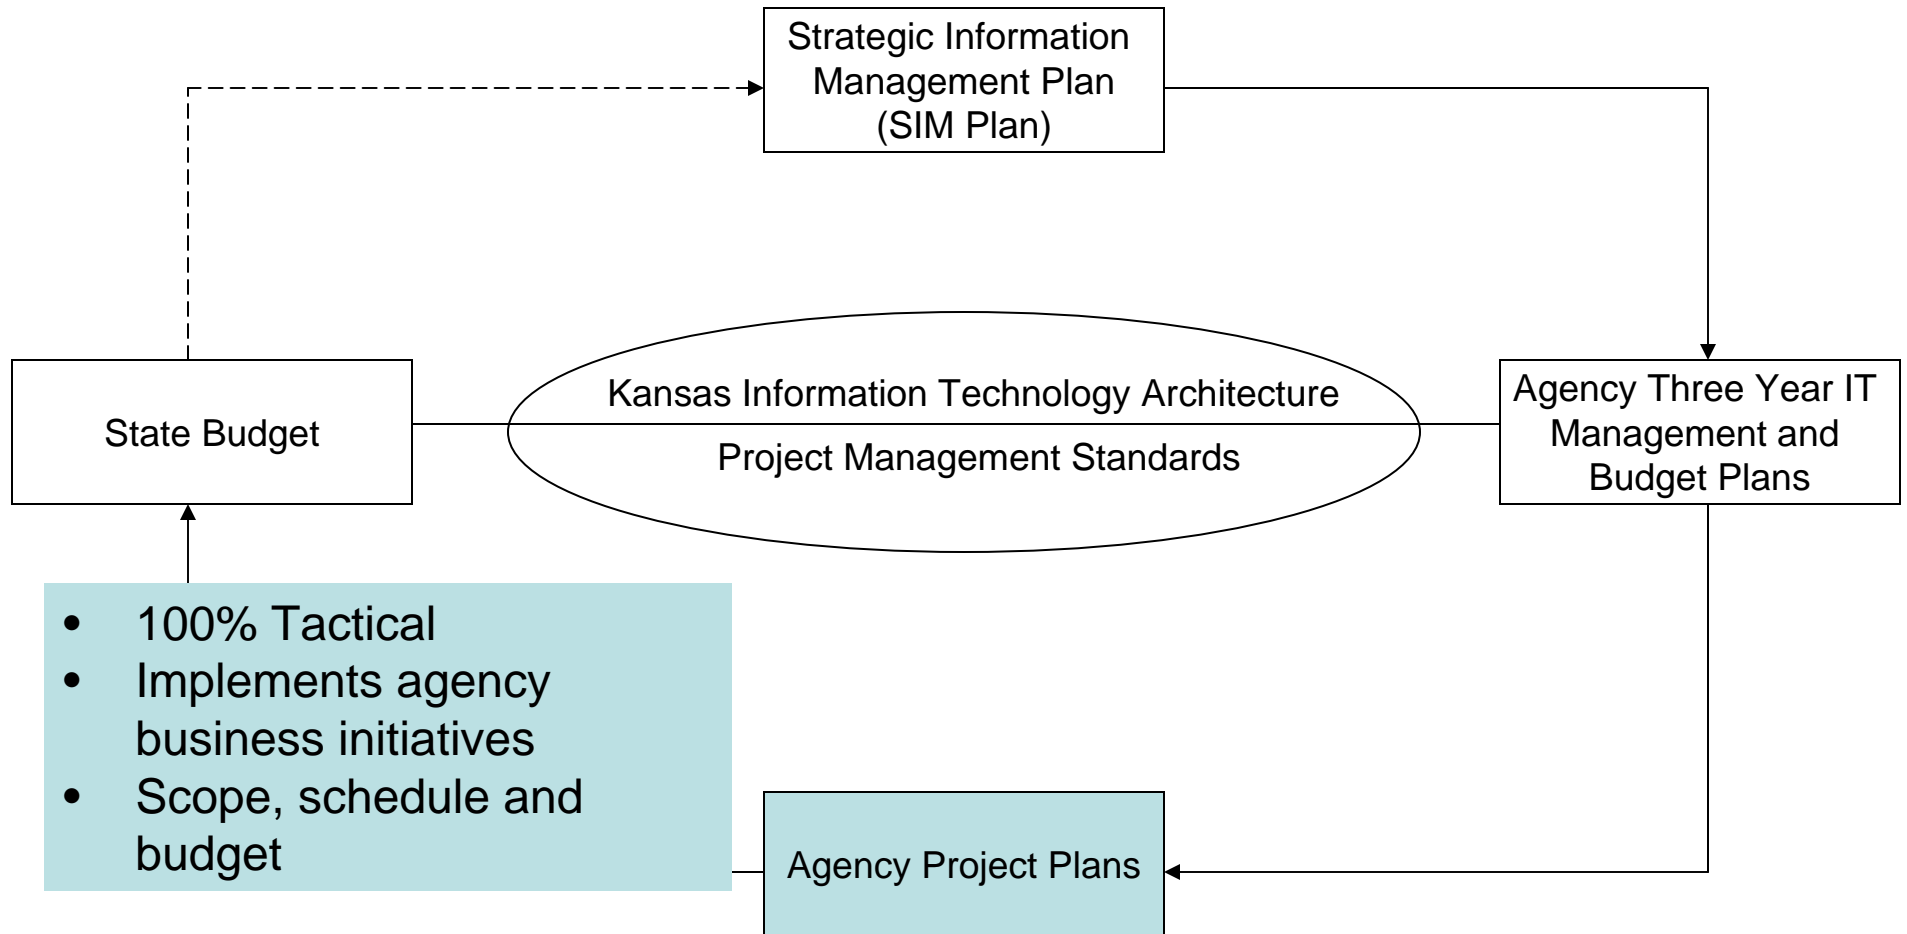 Strategic Information
Management Plan
(SIM Plan)
Kansas Information Technology Architecture
Project Management Standards
State Budget
Agency Three Year IT
Management and
Budget Plans
• 100% Tactical
• Implements agency
business initiatives
• Scope, schedule and
budget
Agency Project Plans